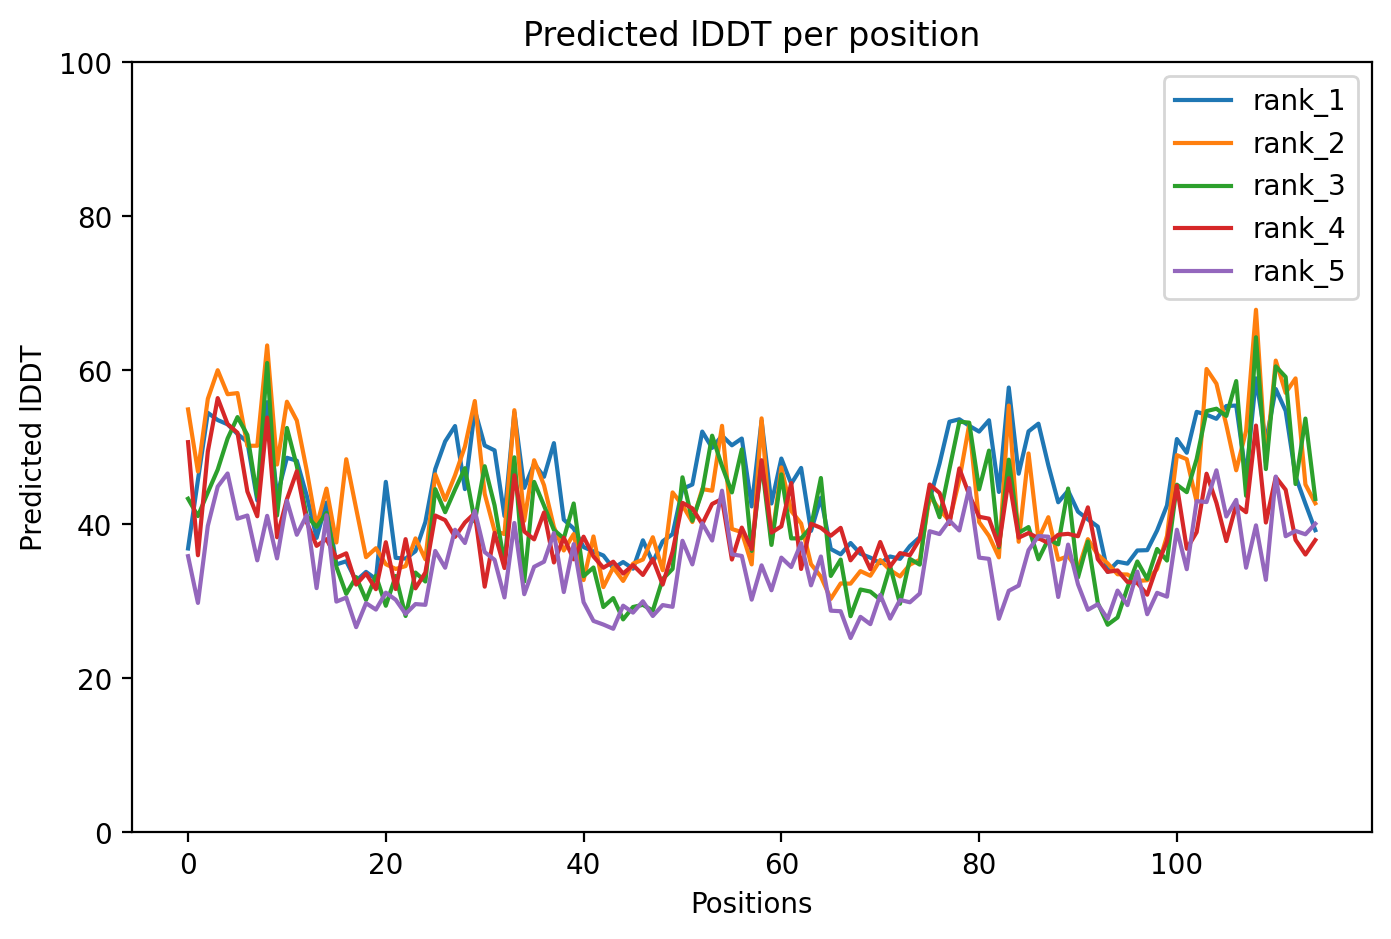 Predicted lDDT per position
100
80
60
40
20
0
Predicted lDDT
rank_1
rank_2
rank_3
rank_4
rank_5
0 20 40 60 80 100
Positions